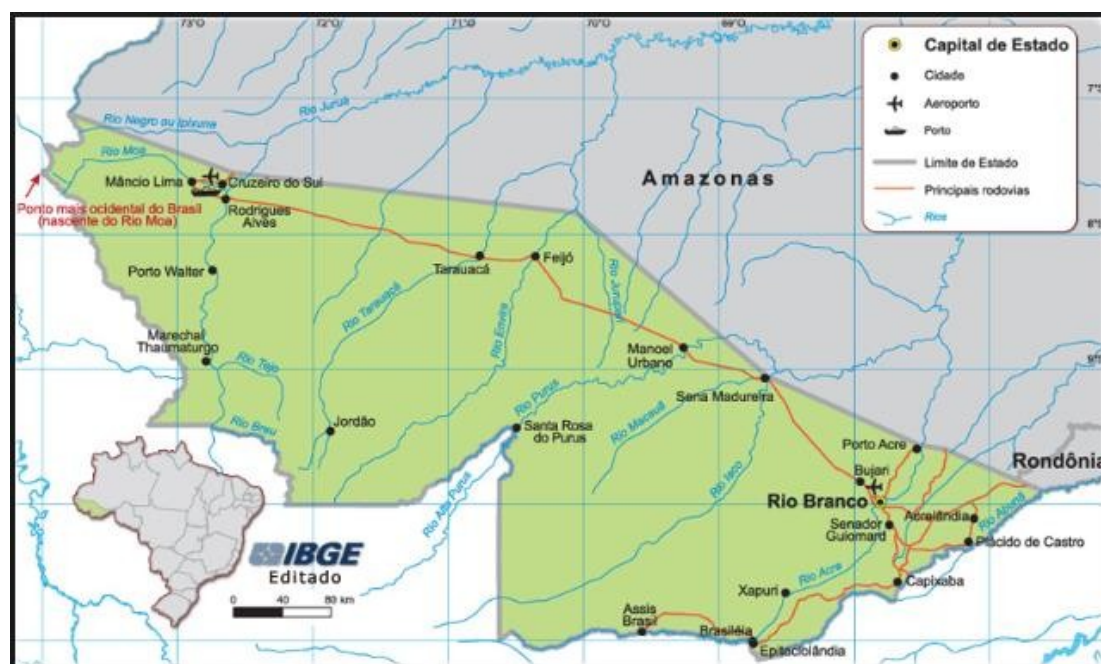 73°O
72°O
71°O
70°O
69°O
Capital de Estado
Cidade
Aeroporto
Porto
Limite de Estado
Principais rodovias
Rios
7°S
8°S
9°S
Rio Juruá
Rio Negro ou Ipixuna
Rio Moa
Mâncio Lima
Cruzeiro do Sul
Amazonas
Ponto mais ocidental do Brasil
(nascente do Rio Moa)
Rodrigues
Alves
Tarauacá
Feijó
Porto Walter
Rio Tarauacá
Rio Envira
Rio Jurupari
Marechal
Thaumaturgo
Manoel
Urbano
Rio Tejo
Sena Madureira
Rio Purus
Rio Macauã
Jordão
Rio Breu
Santa Rosa
do Purus
Porto Acre
Rondônia
Bujari
Rio Iaco
Rio Alto Purus
Rio Branco
Acrelândia
Rio Abunã
Senador
Guiomard
Plácido de Castro
IBGE
Editado
0 40 80 km
Rio Acre
Capixaba
Xapuri
Assis
Brasil
Brasiléia
Epitaciolândia